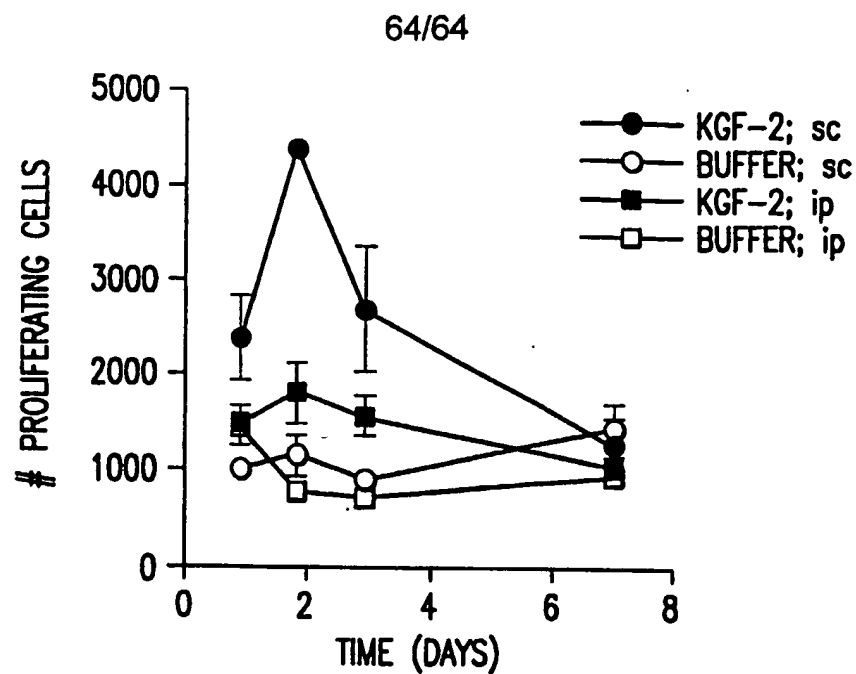 64/64
5000
4000
3000
2000
1000
0
# PROLIFERATING CELLS
KGF-2; sc
BUFFER; sc
KGF-2; ip
BUFFER; ip
0 2 4 6 8
TIME (DAYS)